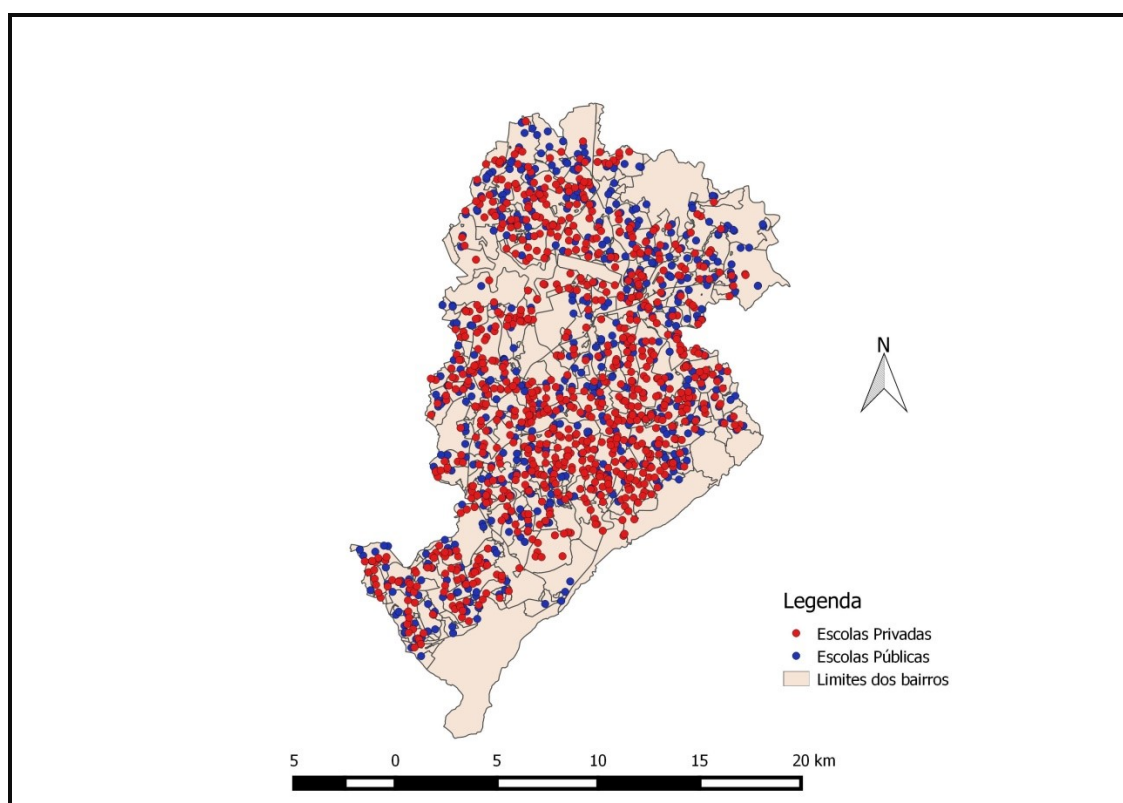 N
Legenda
Escolas Privadas
Escolas Públicas
Limites dos bairros
5 0 5 10 15 20 km